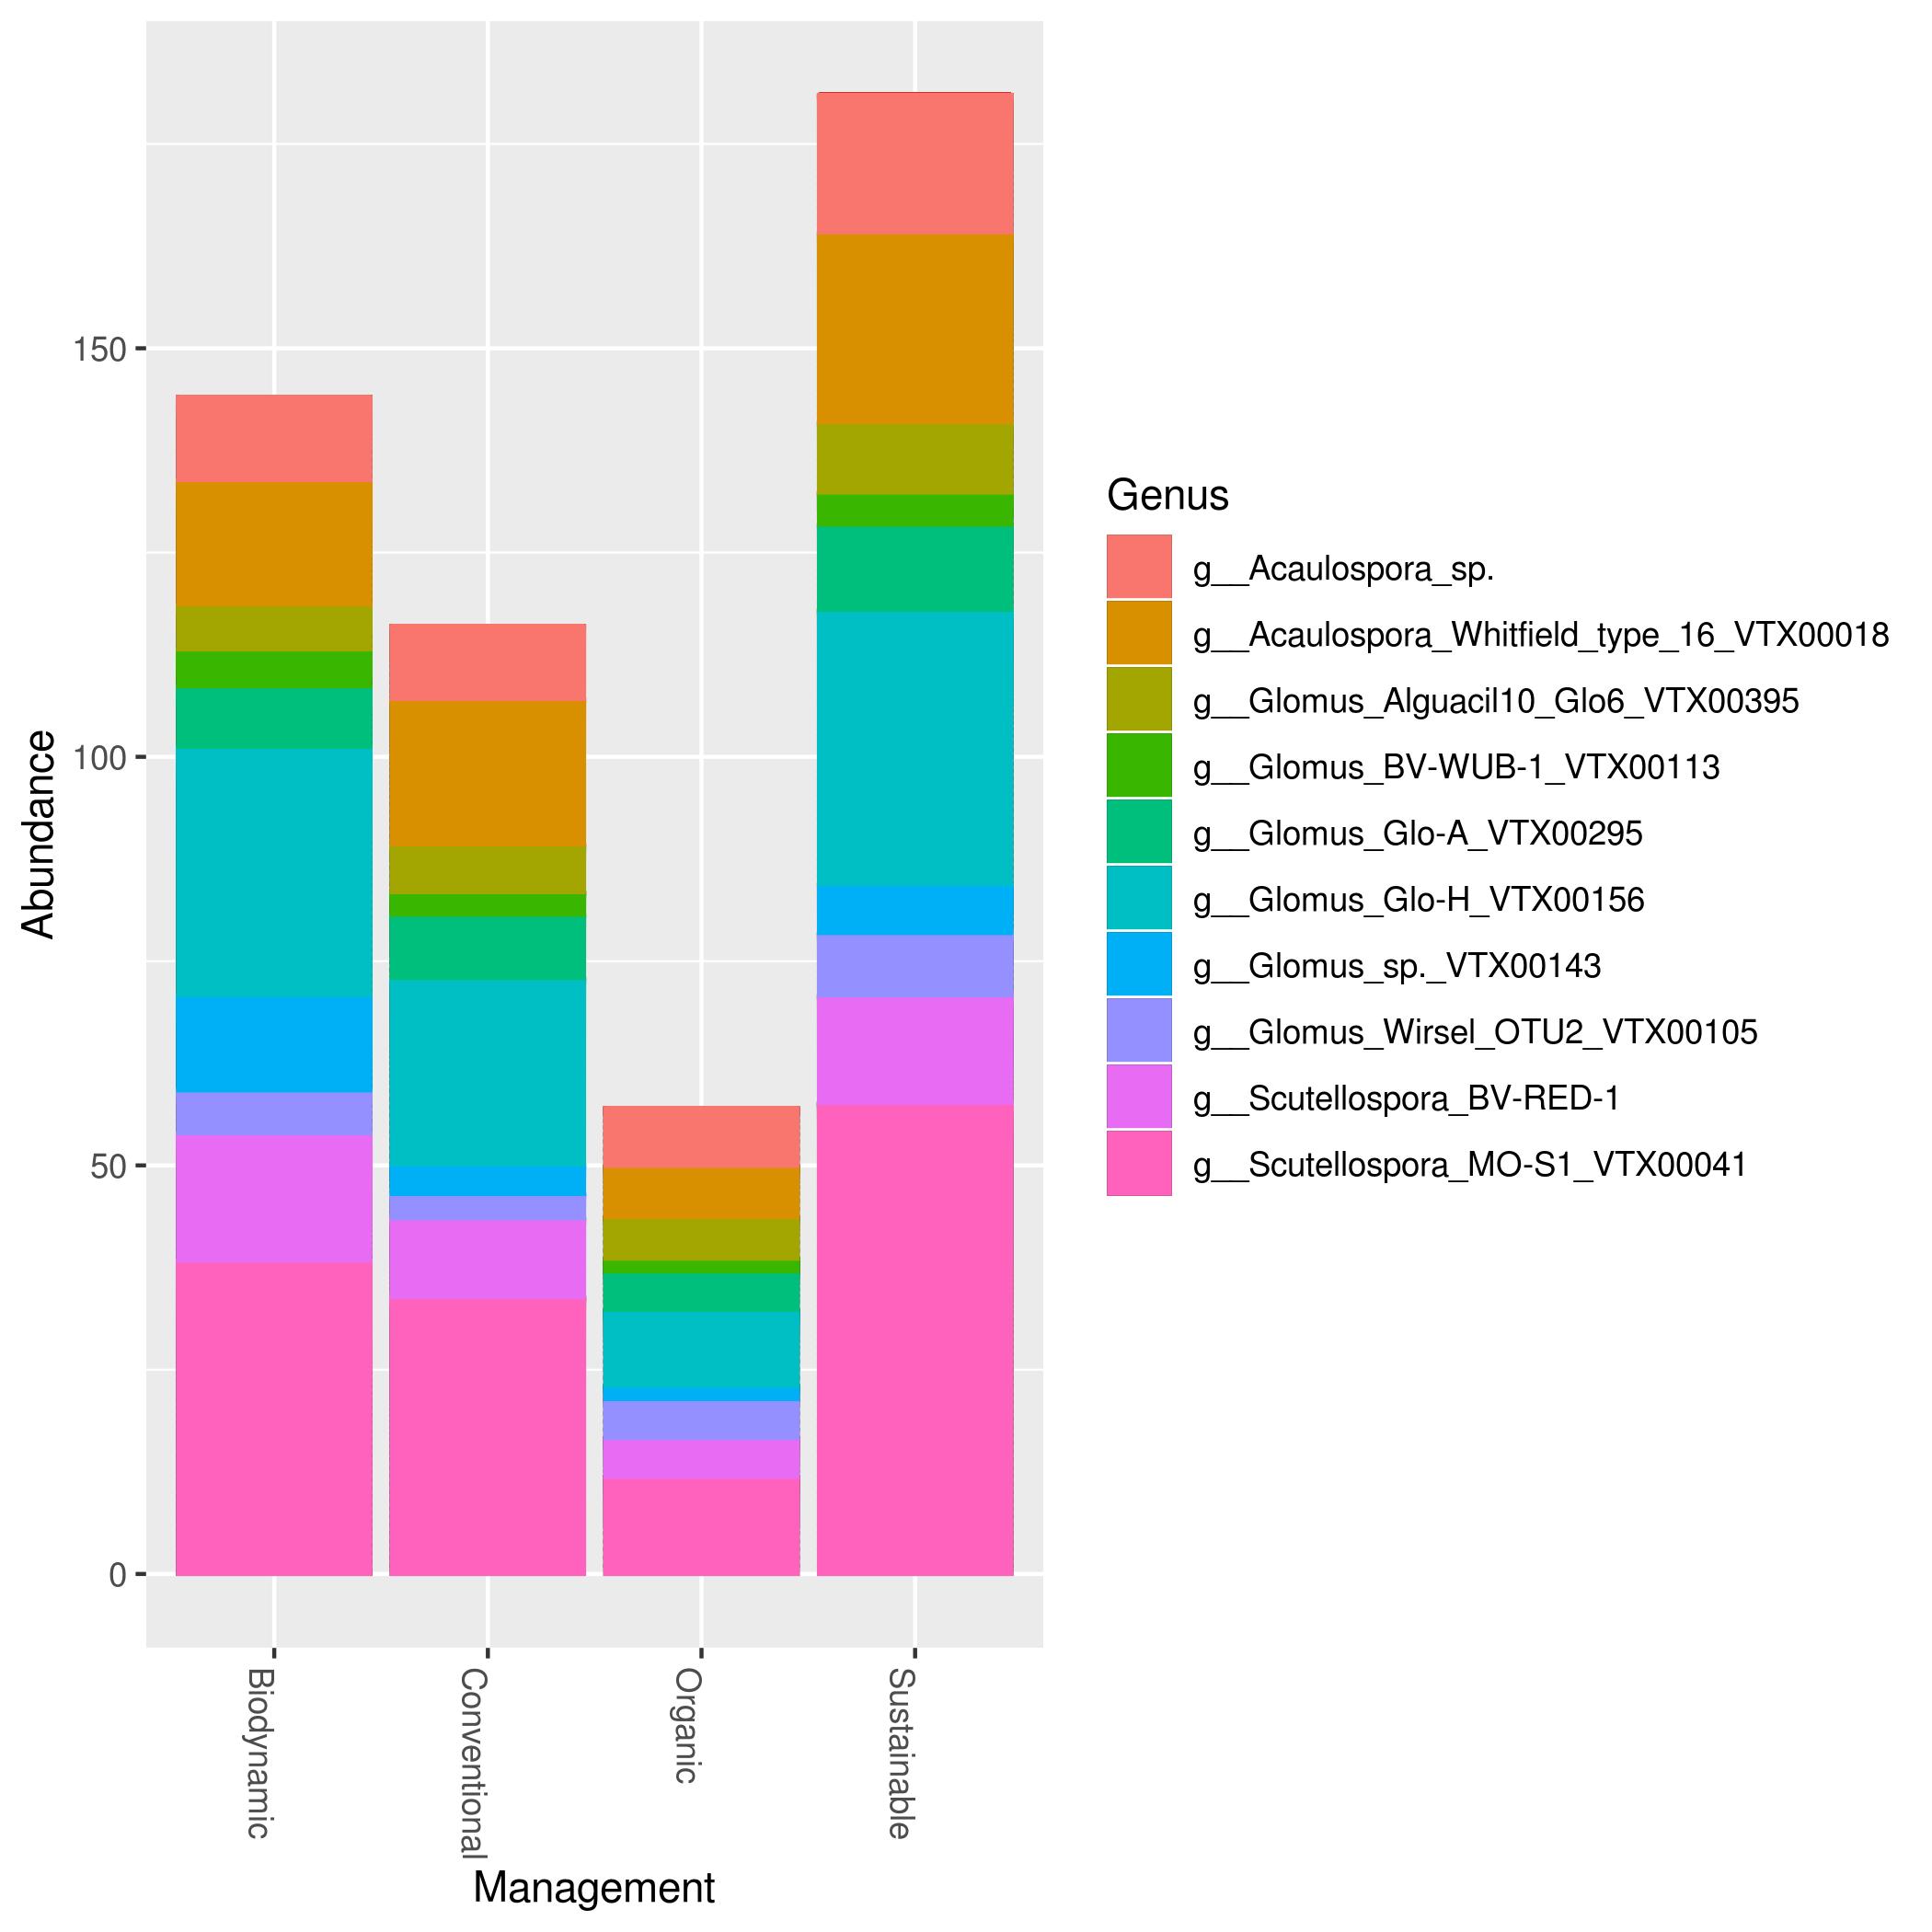 Abundance
150
100
50
0
Biodynamic
Conventional
Organic
Sustainable
Management
Genus
g__Acaulospora_sp.
g__Acaulospora_Whitfield_type_16_VTX00018
g__Glomus_Alguacil10_Glo6_VTX00395
g__Glomus_BV-WUB-1_VTX00113
g__Glomus_Glo-A_VTX00295
g__Glomus_Glo-H_VTX00156
g__Glomus_sp._VTX00143
g__Glomus_Wirsel_OTU2_VTX00105
g__Scutellospora_BV-RED-1
g__Scutellospora_MO-S1_VTX00041